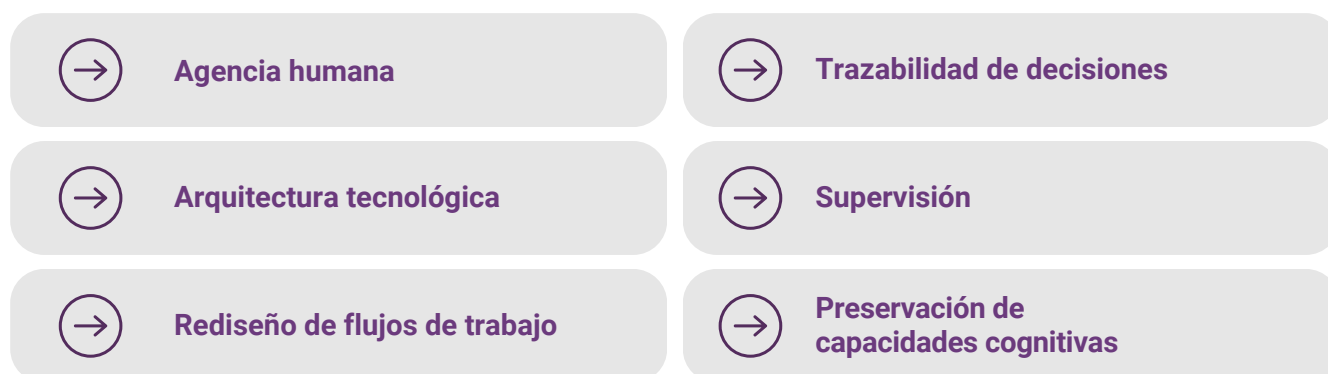 Agencia humana
Trazabilidad de decisiones
Arquitectura tecnológica
Supervisión
Rediseño de flujos de trabajo
Preservación de
capacidades cognitivas